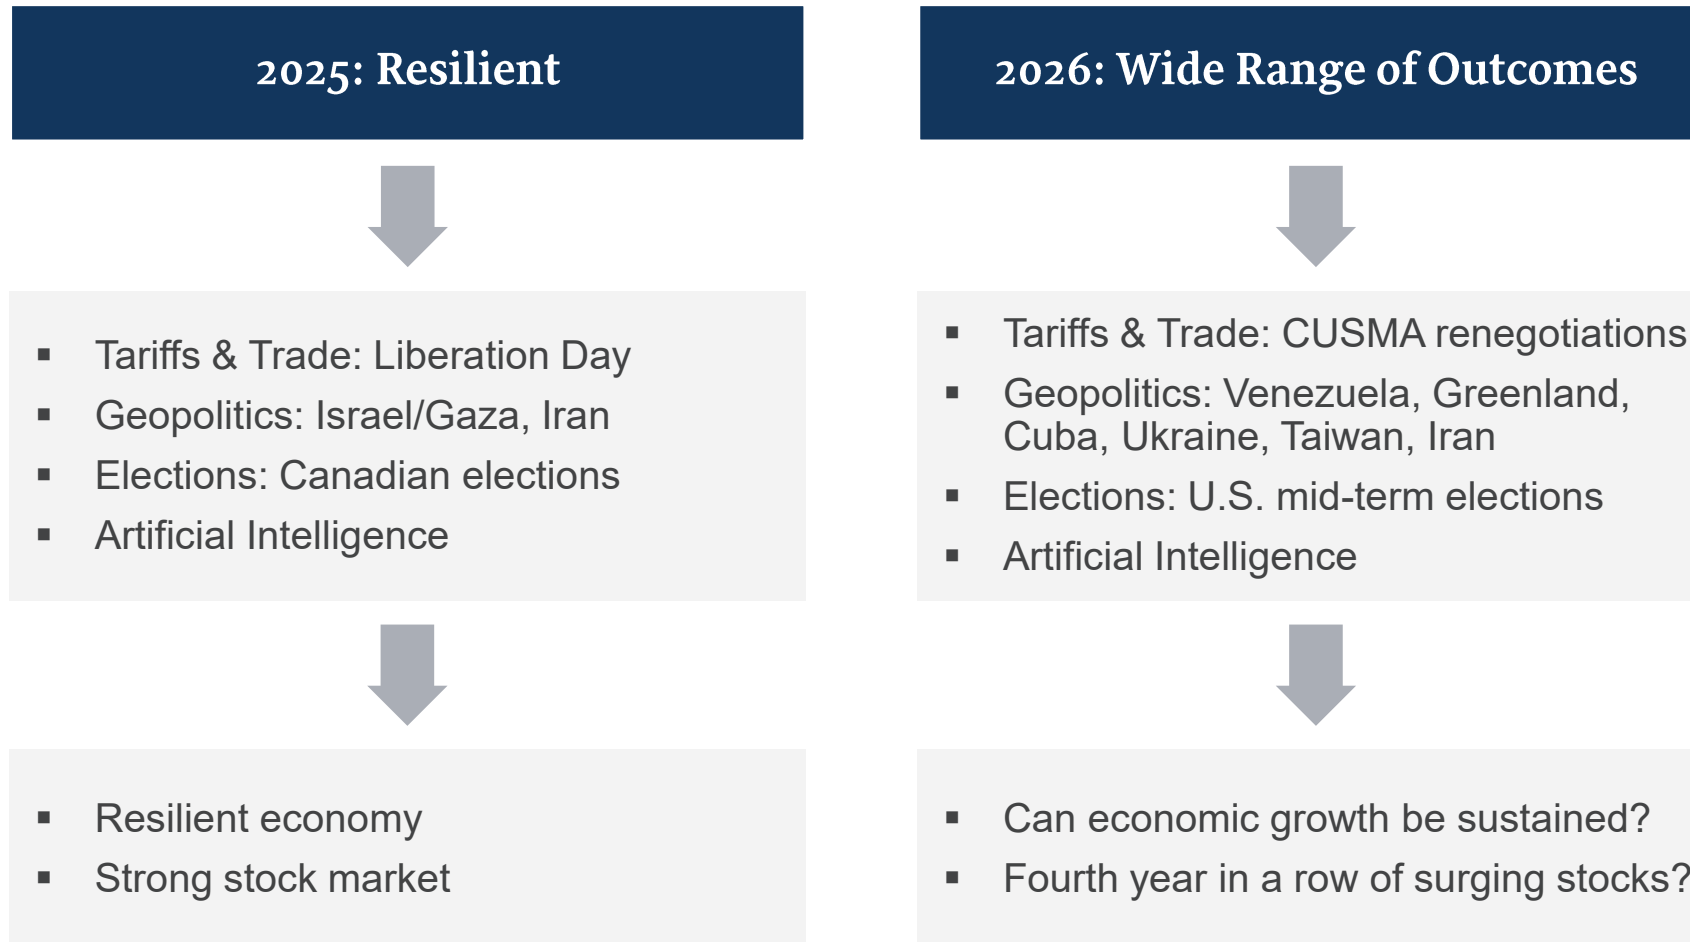 2025: Resilient
▪ Tariffs & Trade: Liberation Day
▪ Geopolitics: Israel/Gaza, Iran
▪ Elections: Canadian elections
▪ Artificial Intelligence
▪ Resilient economy
▪ Strong stock market
2026: Wide Range of Outcomes
▪ Tariffs & Trade: CUSMA renegotiations
▪ Geopolitics: Venezuela, Greenland,
Cuba, Ukraine, Taiwan, Iran
▪ Elections: U.S. mid-term elections
▪ Artificial Intelligence
▪ Can economic growth be sustained?
▪ Fourth year in a row of surging stocks?